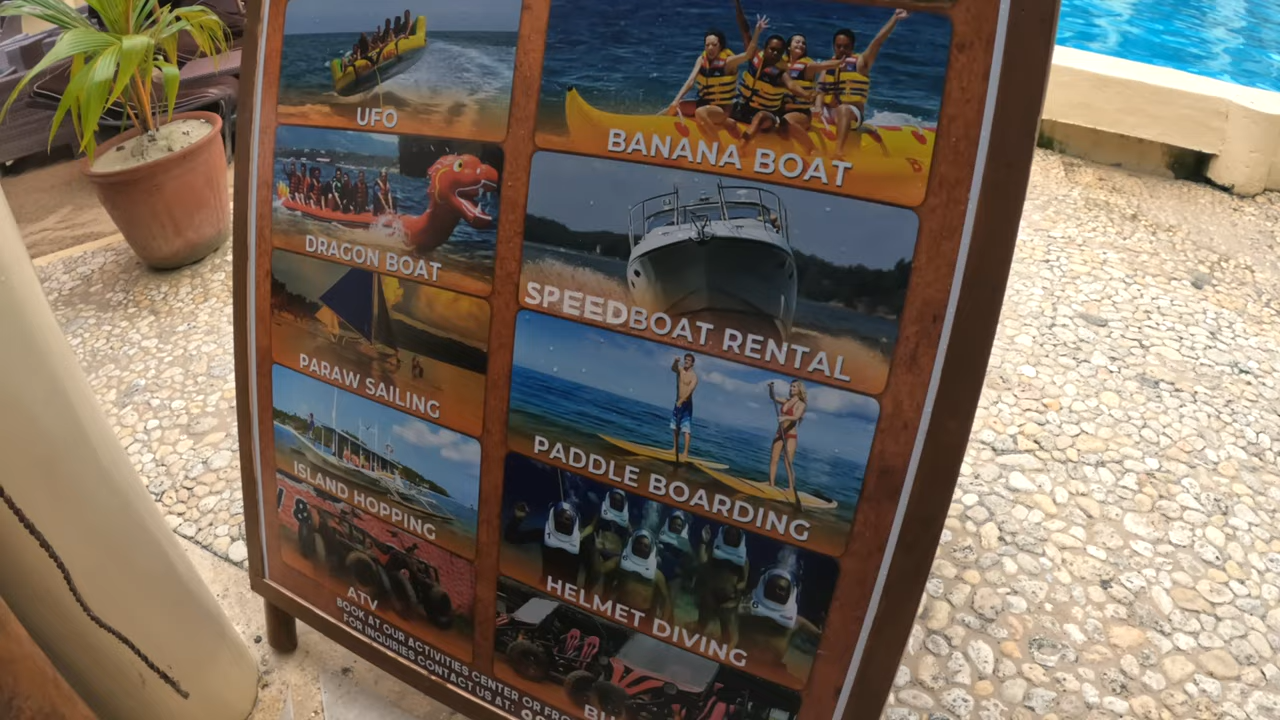 UFO
DRAGON BOAT
PARAW SAILING
ISLAND HOPPING
ATV
BANANA BOAT
SPEEDBOAT RENTAL
PADDLE BOARDING
HELMET DIVING
BOOK AT OUR ACTIVITIES CENTER OR
FOR INQUIRIES CONTACT US AT: